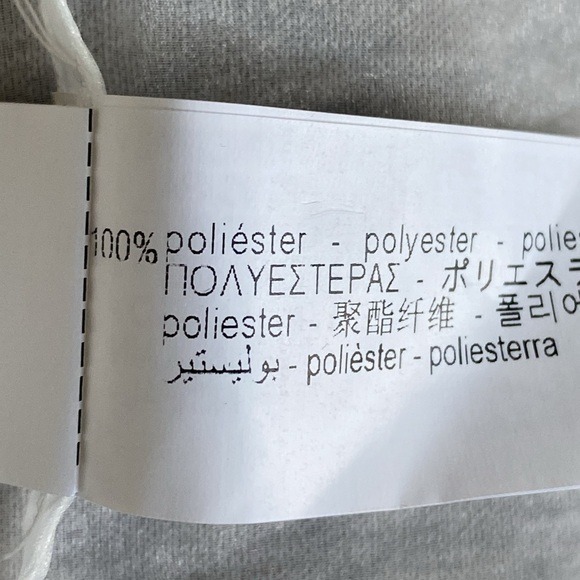 100% poliéster - polyester - polie
ΠΟΛΥΕΣΤΕΡΑΣ - ポリエス
poliester - 聚酯纤维 - 폴리에
بوليستير - polièster - poliesterra